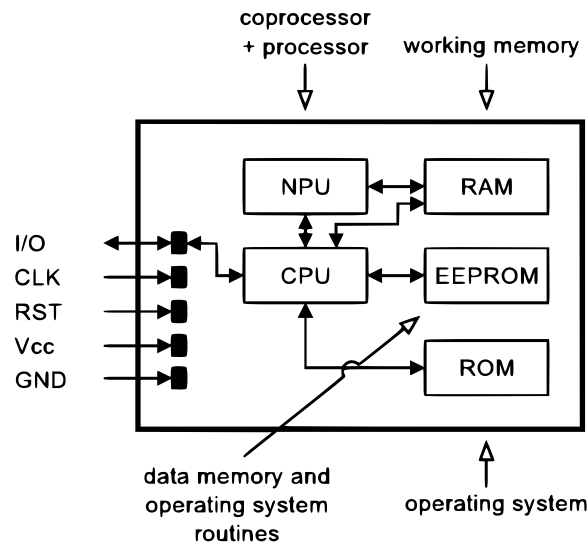 coprocessor
+ processor
working memory
NPU
RAM
I/O
CLK
RST
Vcc
GND
CPU
EEPROM
ROM
data memory and
operating system
routines
operating system